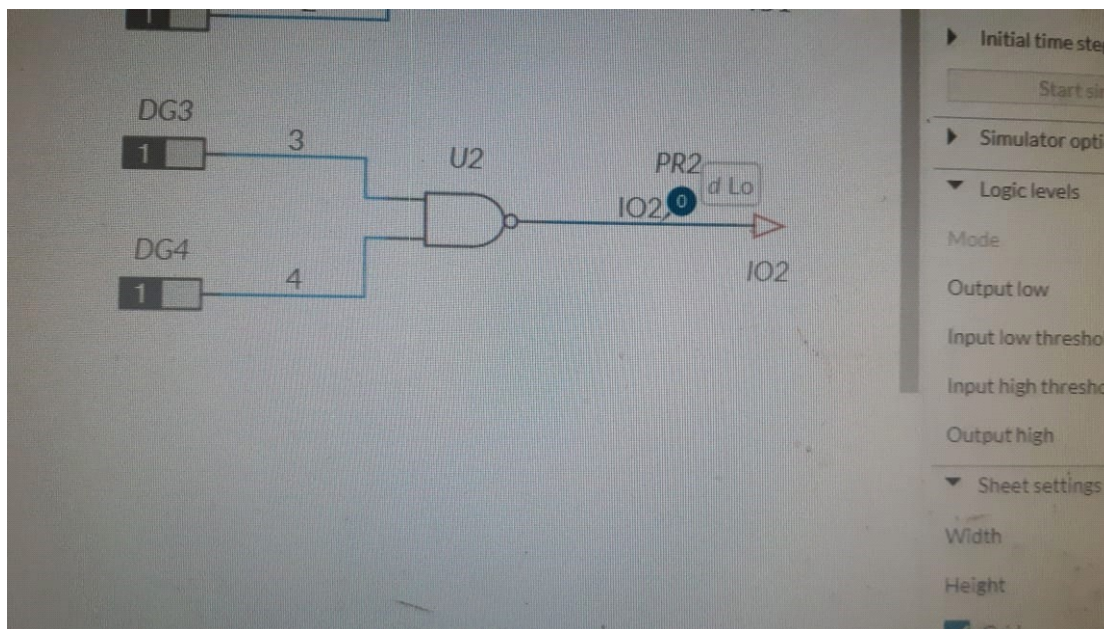 DG3
1
3
U2
PR2
d Lo
IO2
0
DG4
1
4
IO2
Initial time ste
Start si
Simulator opti
Logic levels
Mode
Output low
Input low thresho
Input high thresho
Output high
Sheet settings
Width
Height